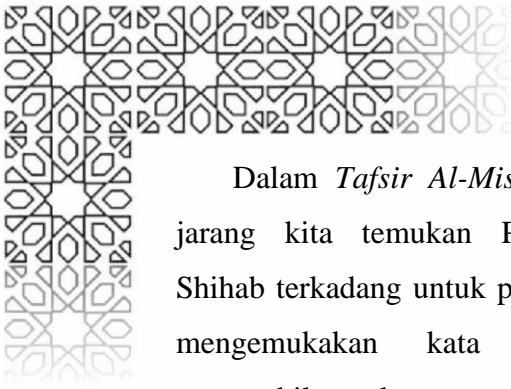 Dalam Tafsir Al-Mis
jarang kita temukan
Shihab terkadang untuk p
mengemukakan kata